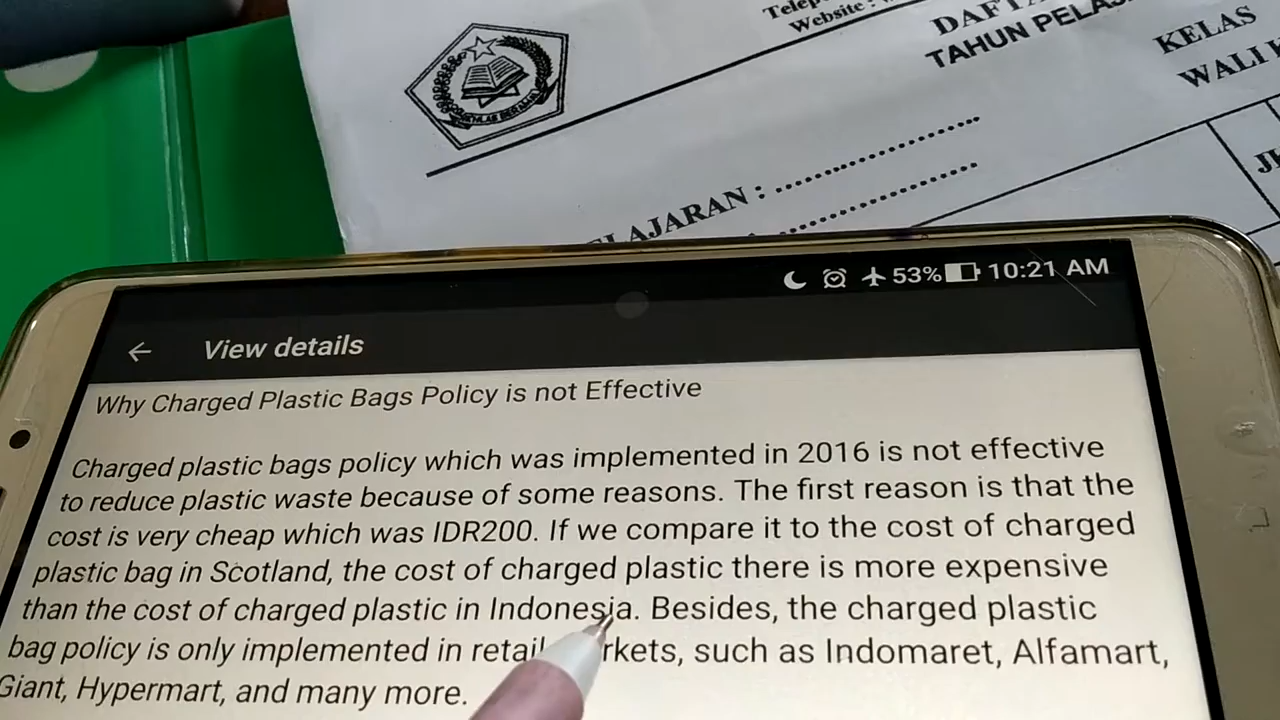 Website :
DAFTA
TAHUN PELAJ
KELAS
WALI K
LAJARAN : ........................
53% 10:21 AM
View details
Why Charged Plastic Bags Policy is not Effective
Charged plastic bags policy which was implemented in 2016 is not effective
to reduce plastic waste because of some reasons. The first reason is that the
cost is very cheap which was IDR200. If we compare it to the cost of charged
plastic bag in Scotland, the cost of charged plastic there is more expensive
than the cost of charged plastic in Indonesia. Besides, the charged plastic
bag policy is only implemented in retail rkets, such as Indomaret, Alfamart,
Giant, Hypermart, and many more.